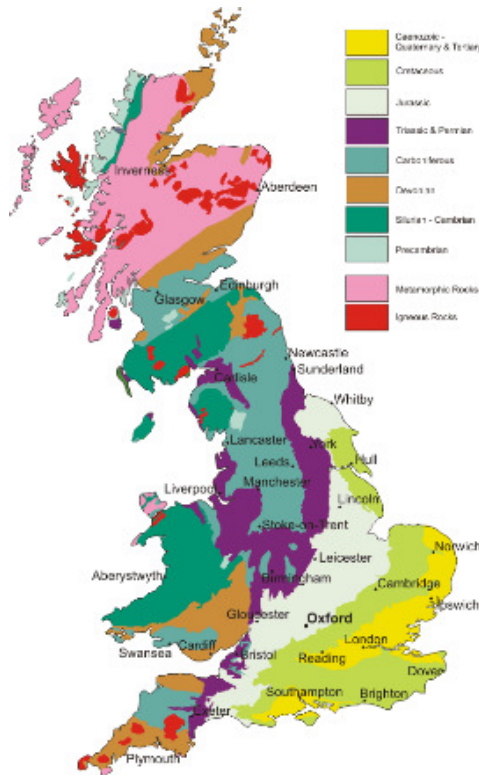 Caenozoic -
Quaternary & Tertiary
Cretaceous
Jurassic
Triassic & Permian
Carboniferous
Devonian
Silurian - Cambrian
Precambrian
Metamorphic Rocks
Igneous Rocks
Inverness
Aberdeen
Edinburgh
Glasgow
Newcastle
Sunderland
Carlisle
Whitby
Lancaster
York
Leeds
Hull
Manchester
Liverpool
Lincoln
Stoke-on-Trent
Norwich
Leicester
Birmingham
Aberystwyth
Cambridge
Ipswich
Gloucester
Oxford
London
Swansea
Cardiff
Bristol
Reading
Dover
Southampton
Brighton
Exeter
Plymouth